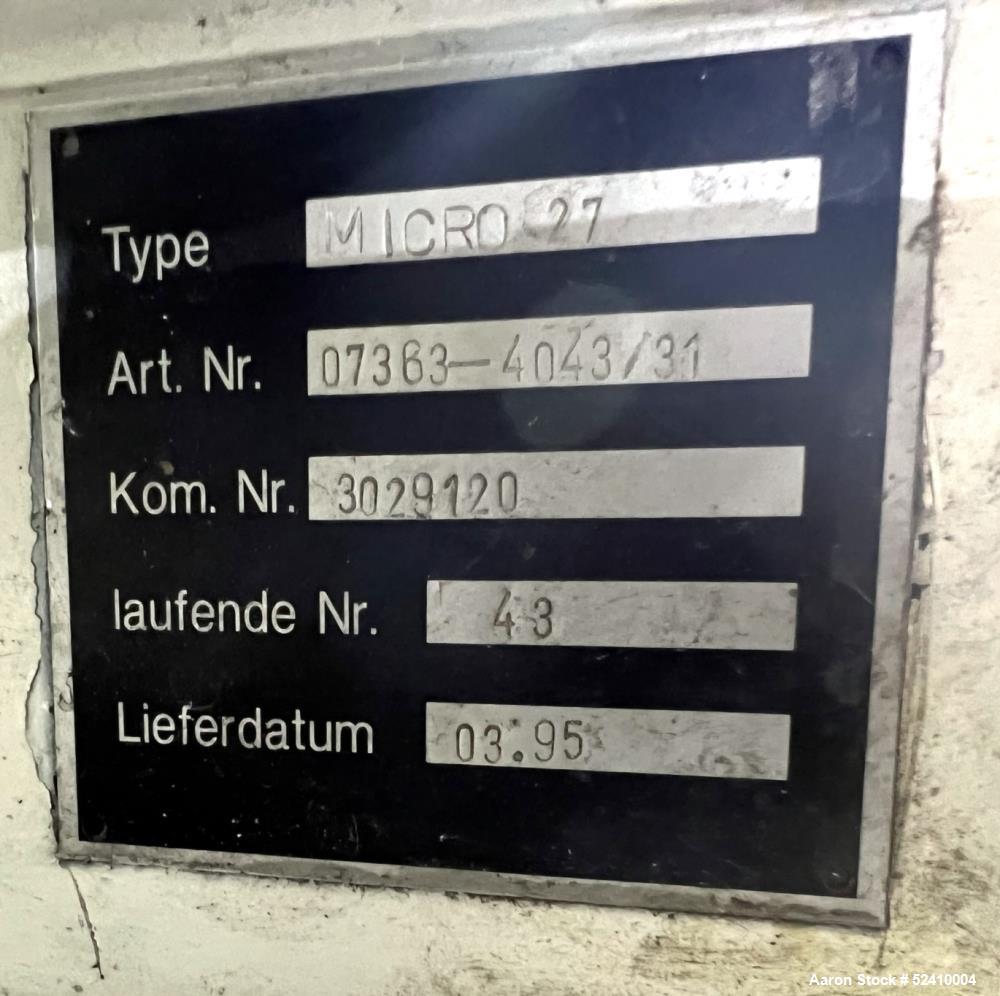 Type MICRO 27
Art. Nr. 07363-4043/31
Kom. Nr. 3029120
laufende Nr. 43
Lieferdatum 03.95
Aaron Stock # 52410004